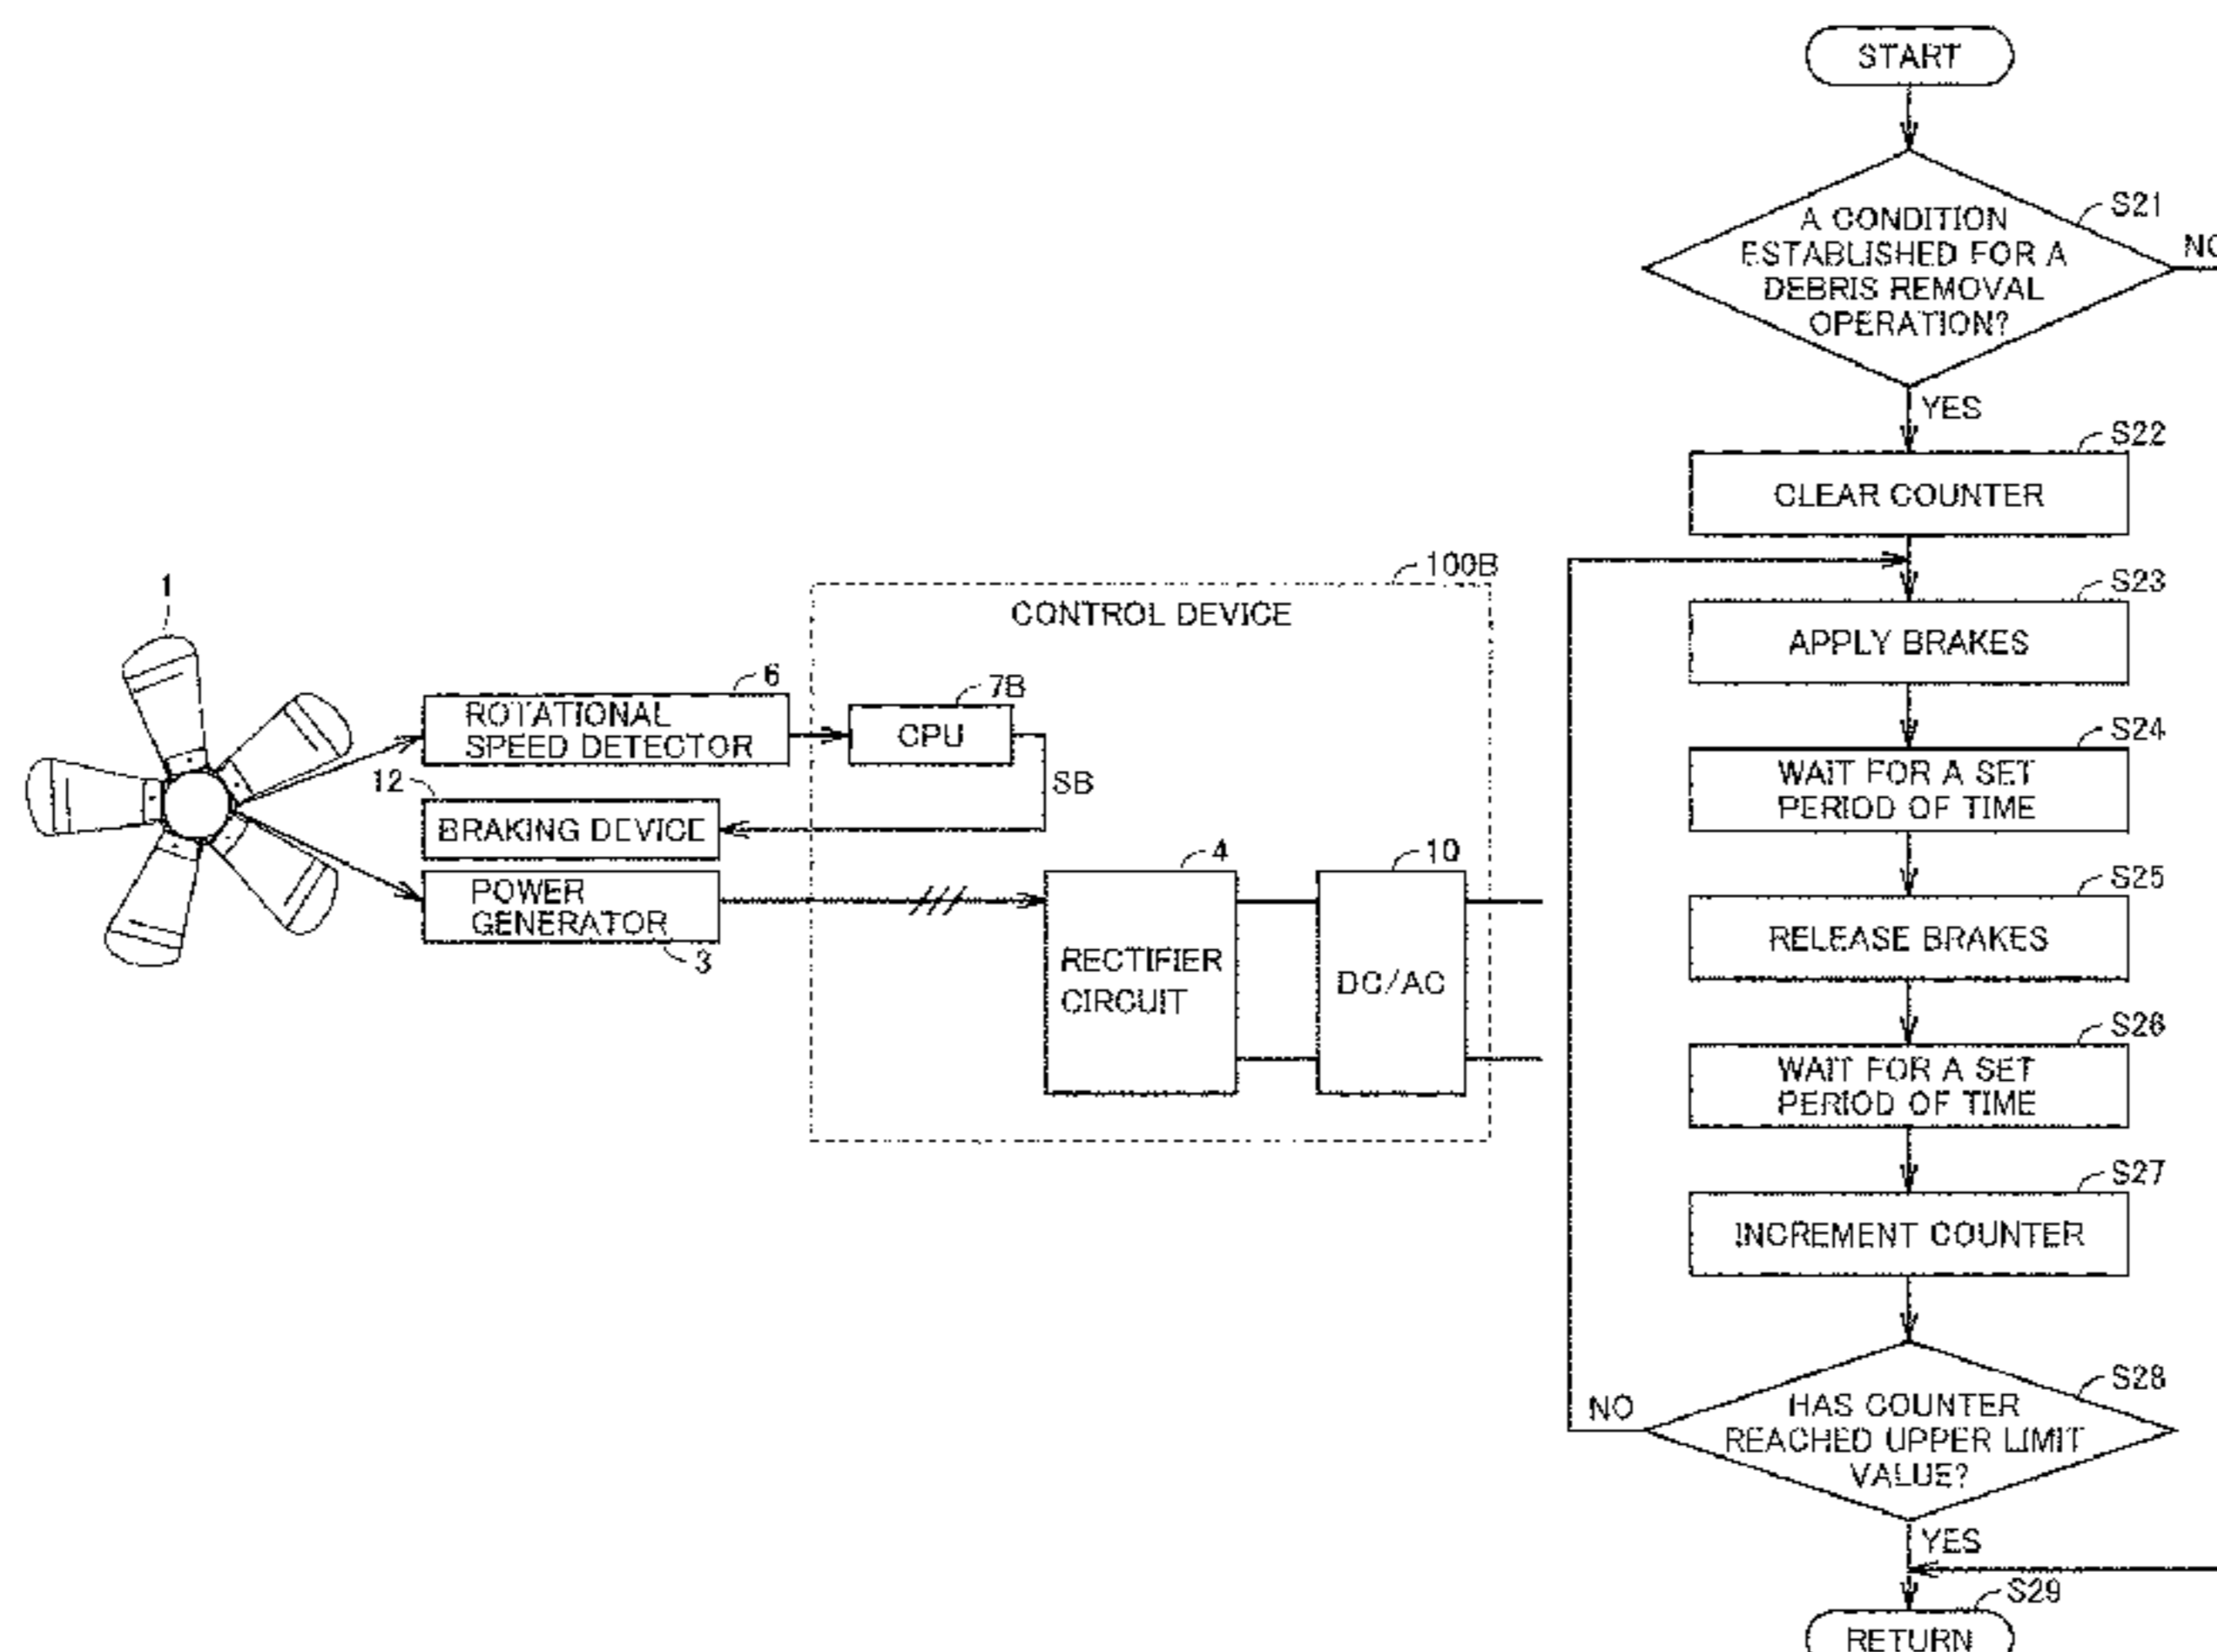 1
6
ROTATIONAL
SPEED DETECTOR
12
BRAKING DEVICE
POWER
GENERATOR
3
100B
CONTROL DEVICE
7B
CPU
SB
4
RECTIFIER
CIRCUIT
10
DC/AC
START
S21
A CONDITION
ESTABLISHED FOR A
DEBRIS REMOVAL
OPERATION?
NO
YES
S22
CLEAR COUNTER
S23
APPLY BRAKES
S24
WAIT FOR A SET
PERIOD OF TIME
S25
RELEASE BRAKES
S26
WAIT FOR A SET
PERIOD OF TIME
S27
INCREMENT COUNTER
S28
HAS COUNTER
REACHED UPPER LIMIT
VALUE?
NO
YES
S29
RETURN